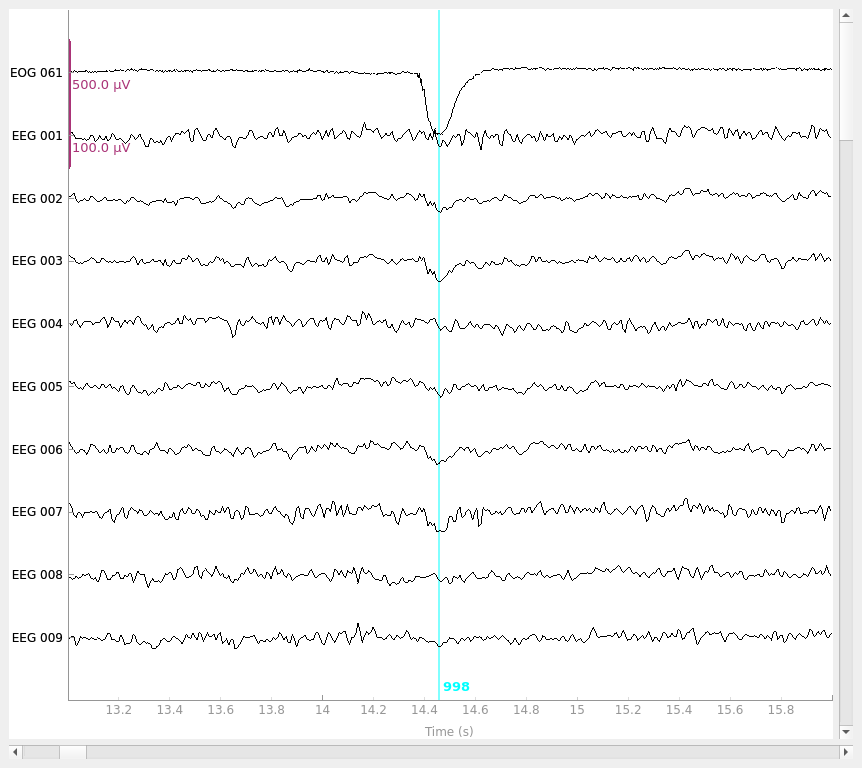 EOG 061
500.0 µV
EEG 001
100.0 µV
EEG 002
EEG 003
EEG 004
EEG 005
EEG 006
EEG 007
EEG 008
EEG 009
998
13.2 13.4 13.6 13.8 14 14.2 14.4 14.6 14.8 15 15.2 15.4 15.6 15.8
Time (s)